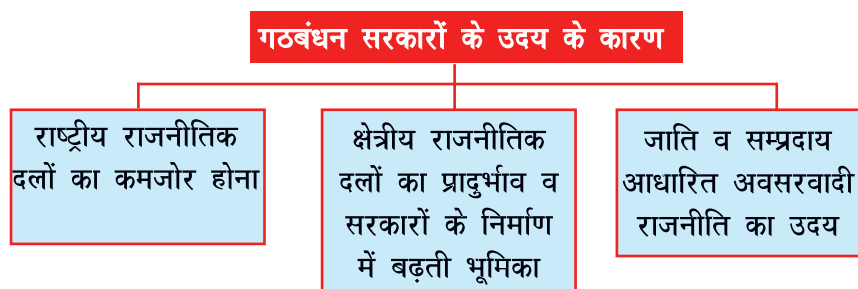 गठबंधन सरकारों के उदय के कारण
राष्ट्रीय राजनीतिक
दलों का कमजोर होना
क्षेत्रीय राजनीतिक
दलों का प्रादुर्भाव व
सरकारों के निर्माण
में बढ़ती भूमिका
जाति व सम्प्रदाय
आधारित अवसरवादी
राजनीति का उदय